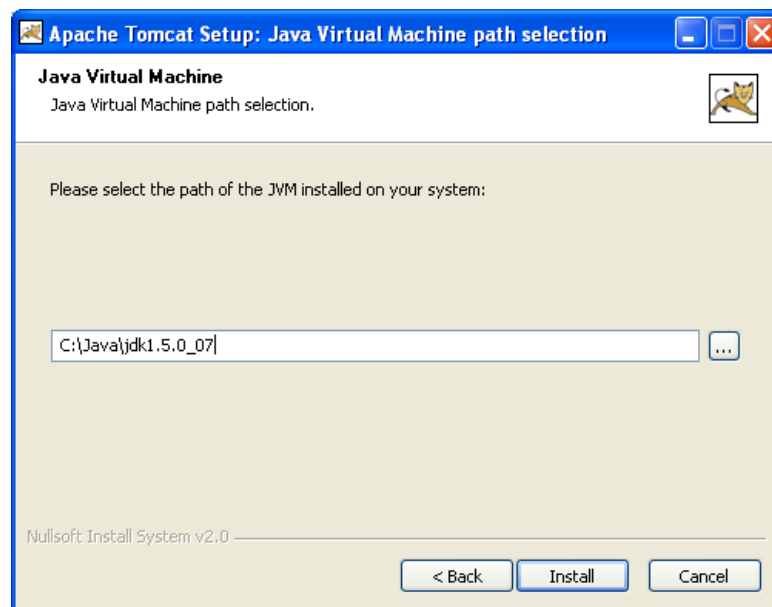 Apache Tomcat Setup: Java Virtual Machine path selection
Java Virtual Machine
Java Virtual Machine path selection.
Please select the path of the JVM installed on your system:
C:\Java\jdk1.5.0_07
...
Nullsoft Install System v2.0
< Back
Install
Cancel